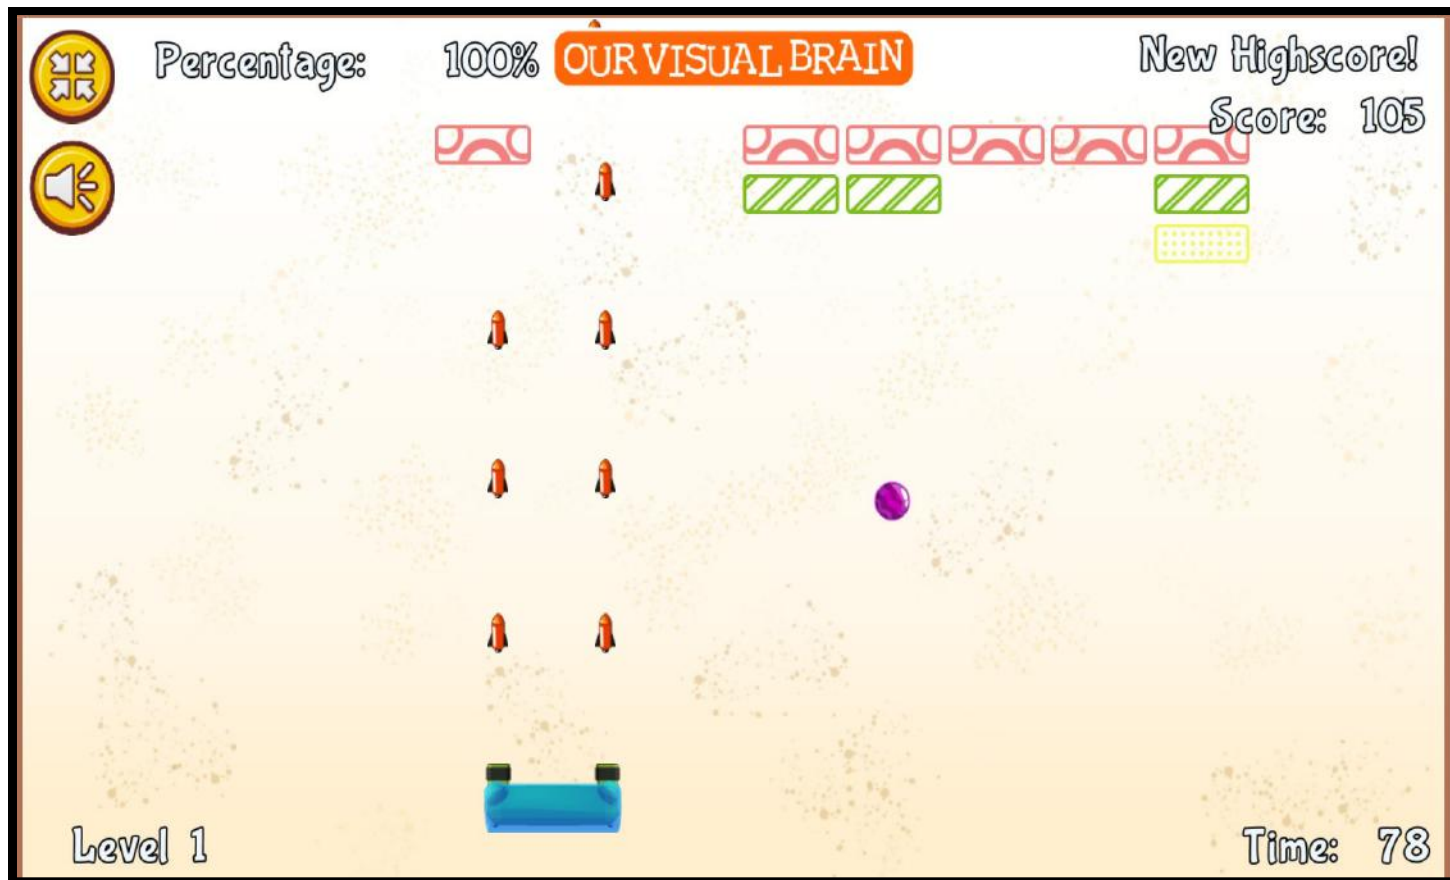 Percentage: 100%
OUR VISUAL BRAIN
New Highscore!
Score: 105
Level 1
Time: 78